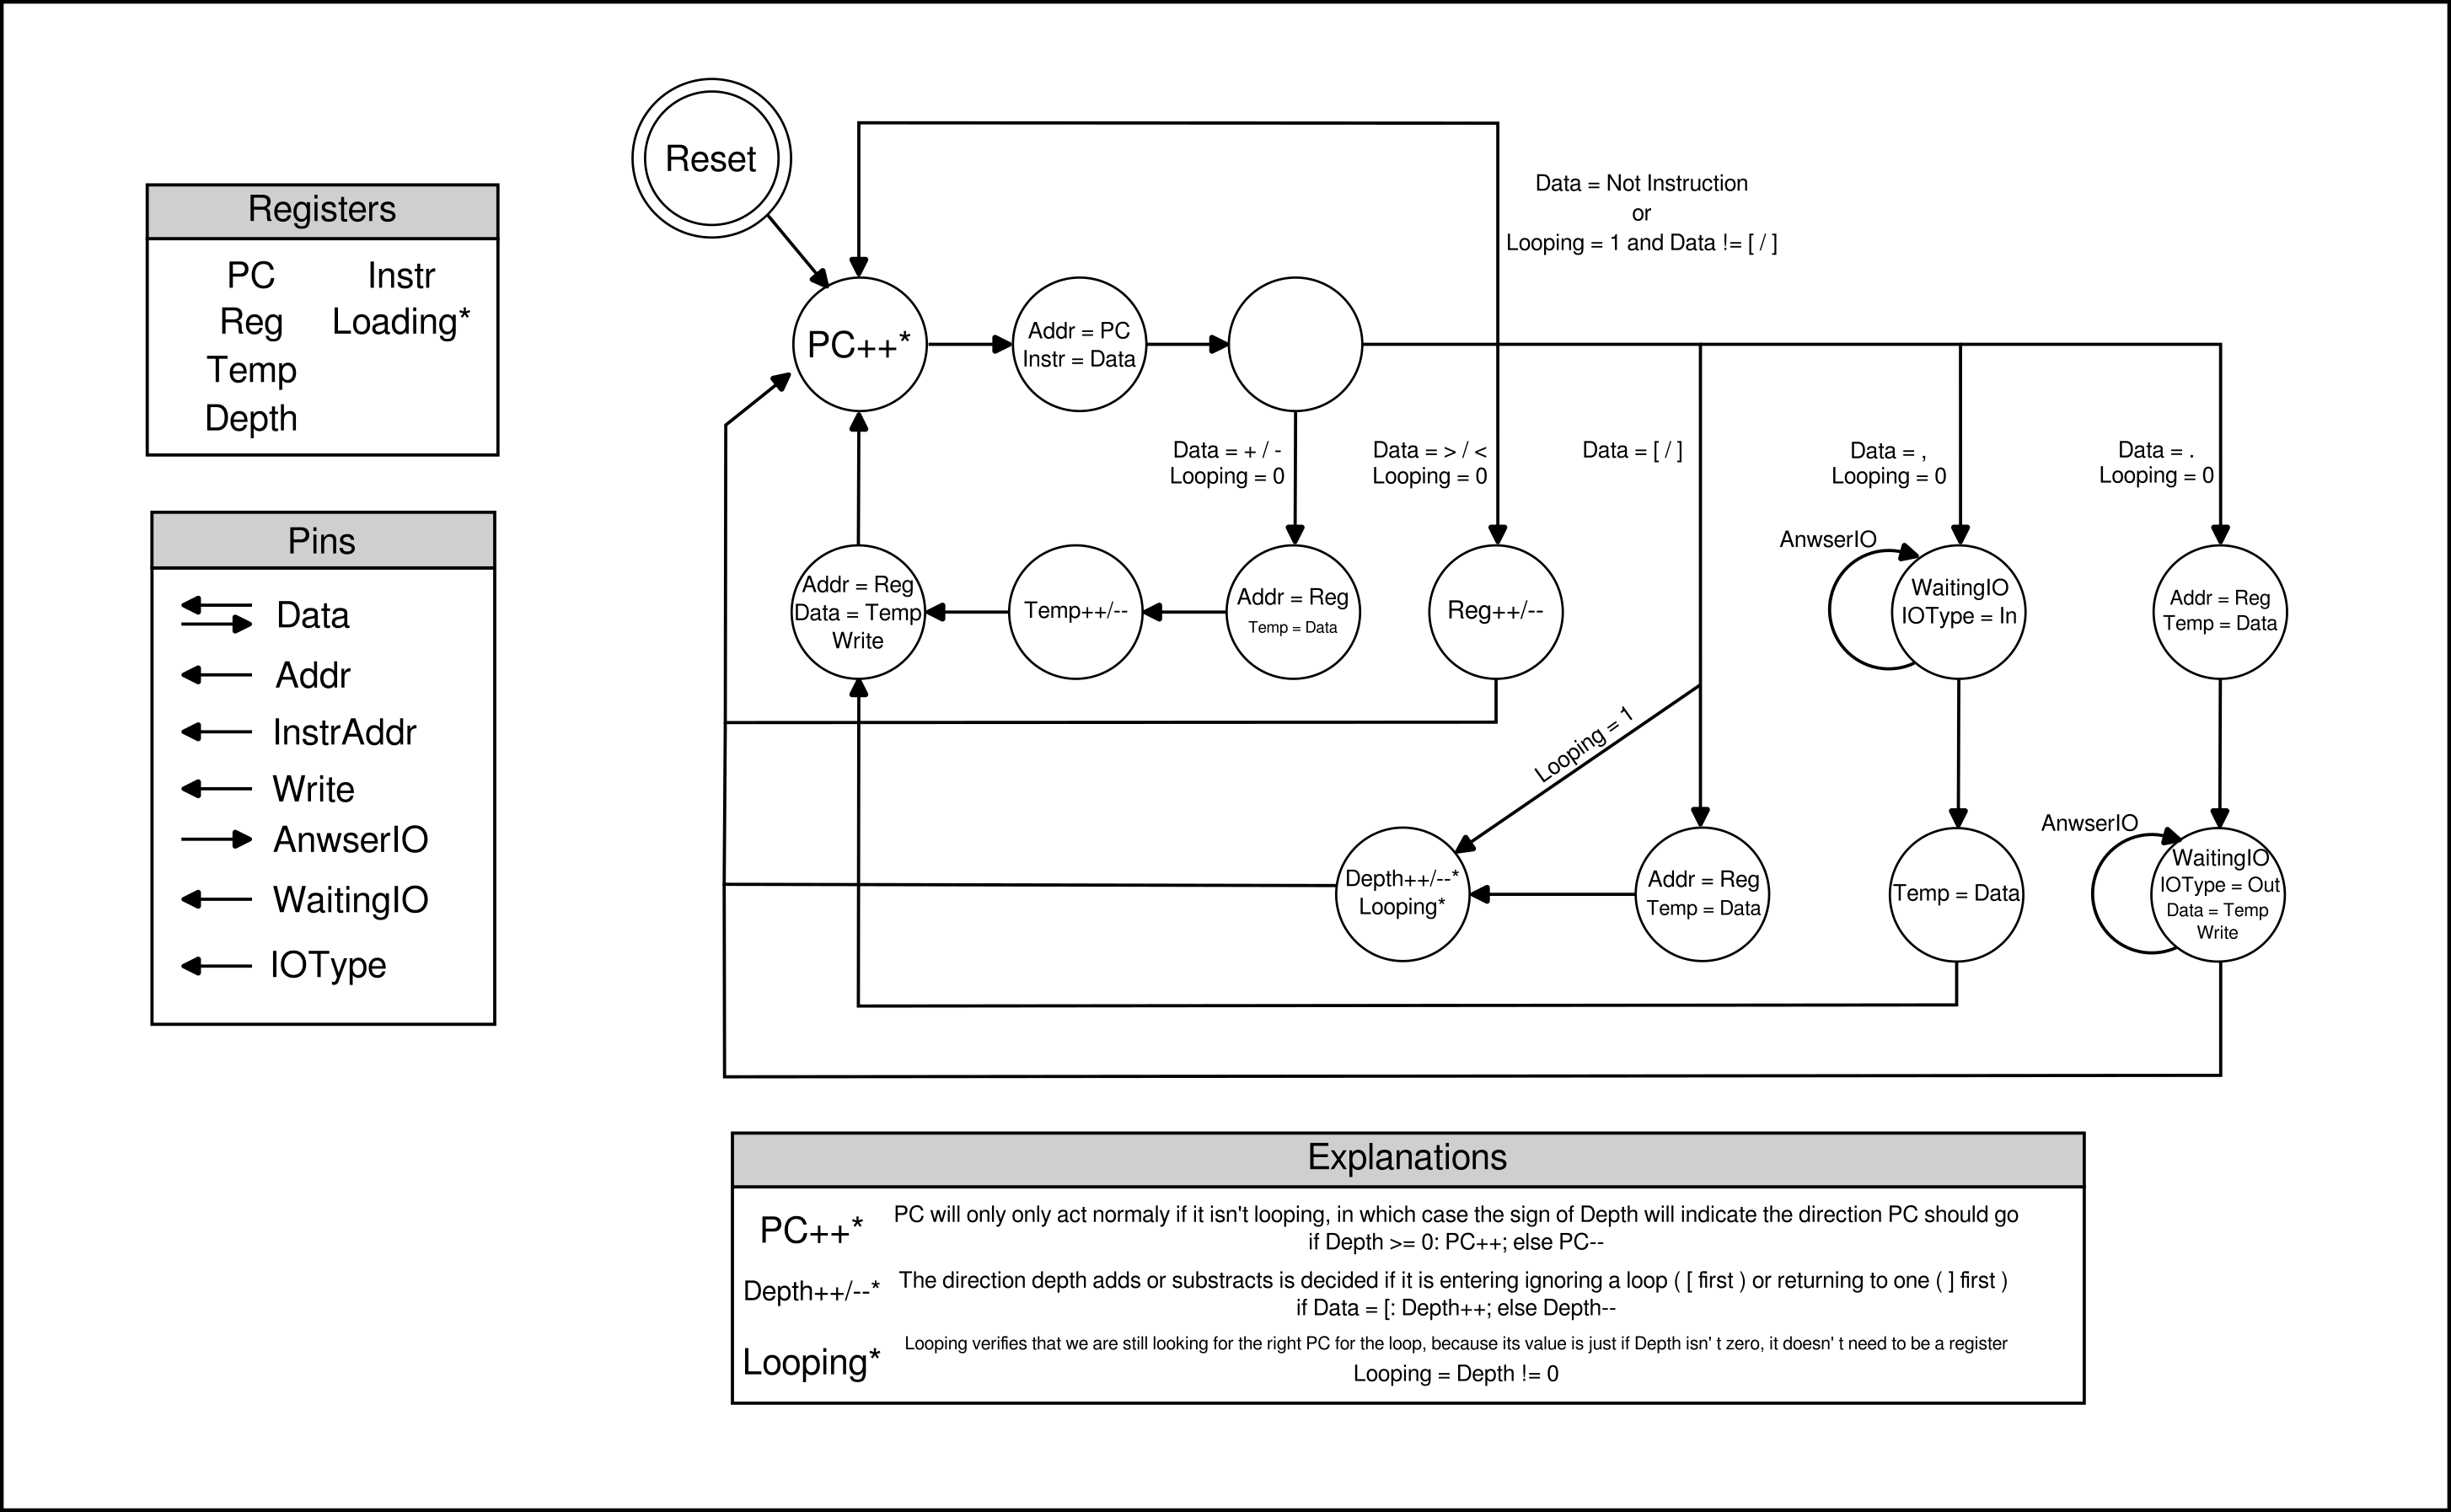 Reset
Data = Not Instruction
or
Looping = 1 and Data != [ / ]
Registers
PC Instr
Reg Loading*
Temp
Depth
PC++*
Addr = PC
Instr = Data
Data = + / -
Looping = 0
Data = > / <
Looping = 0
Data = [ / ]
Data = ,
Looping = 0
Data = .
Looping = 0
Pins
Data
Addr
InstrAddr
Write
AnwserIO
WaitingIO
IOType
Addr = Reg
Data = Temp
Write
Temp++/--
Addr = Reg
Temp = Data
Reg++/--
AnwserIO
WaitingIO
IOType = In
Addr = Reg
Temp = Data
Looping = 1
Depth++/--*
Looping*
Addr = Reg
Temp = Data
Temp = Data
AnwserIO
WaitingIO
IOType = Out
Data = Temp
Write
Explanations
PC++*
PC will only only act normaly if it isn't looping, in which case the sign of Depth will indicate the direction PC should go
if Depth >= 0: PC++; else PC--
Depth++/--*
The direction depth adds or substracts is decided if it is entering ignoring a loop ( [ first ) or returning to one ( ] first )
if Data = [: Depth++; else Depth--
Looping*
Looping verifies that we are still looking for the right PC for the loop, because its value is just if Depth isn' t zero, it doesn' t need to be a register
Looping = Depth != 0